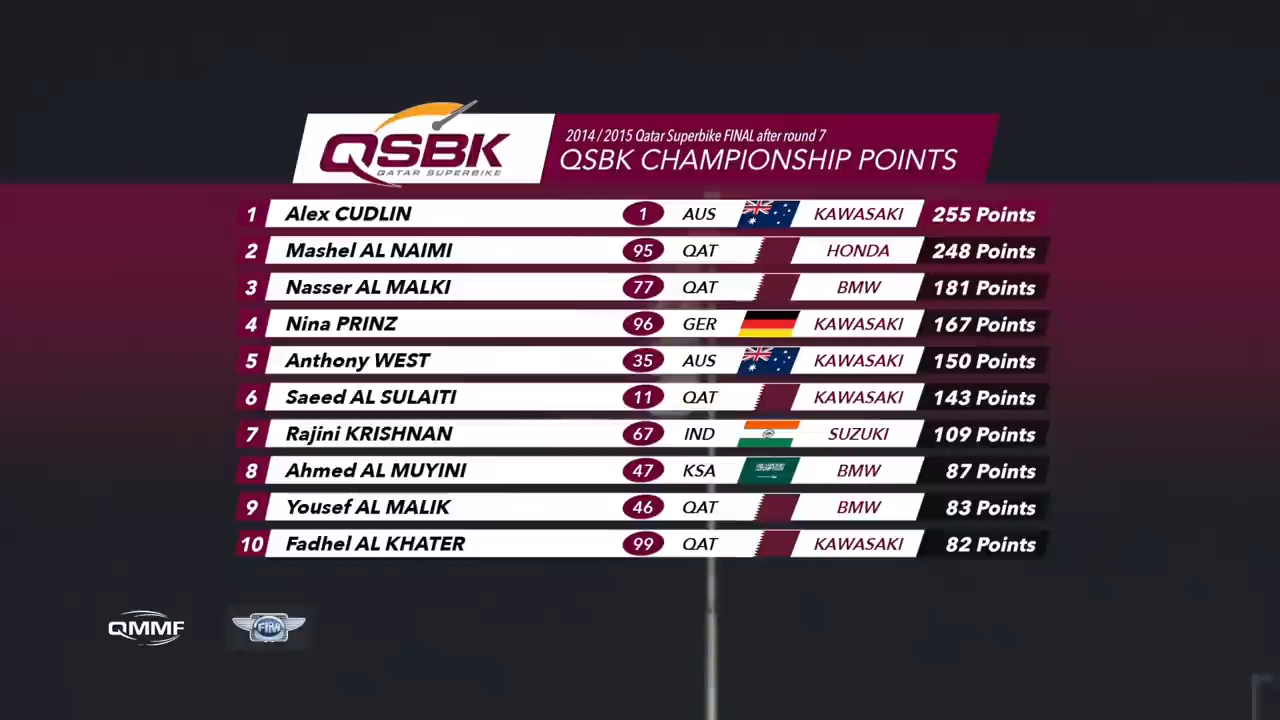 QSBK
QATAR SUPERBIKE
2014 / 2015 Qatar Superbike FINAL after round 7
QSBK CHAMPIONSHIP POINTS
1 Alex CUDLIN 1 AUS KAWASAKI 255 Points
2 Mashel AL NAIMI 95 QAT HONDA 248 Points
3 Nasser AL MALKI 77 QAT BMW 181 Points
4 Nina PRINZ 96 GER KAWASAKI 167 Points
5 Anthony WEST 35 AUS KAWASAKI 150 Points
6 Saeed AL SULAITI 11 QAT KAWASAKI 143 Points
7 Rajini KRISHNAN 67 IND SUZUKI 109 Points
8 Ahmed AL MUYINI 47 KSA BMW 87 Points
9 Yousef AL MALIK 46 QAT BMW 83 Points
10 Fadhel AL KHATER 99 QAT KAWASAKI 82 Points
QMMF